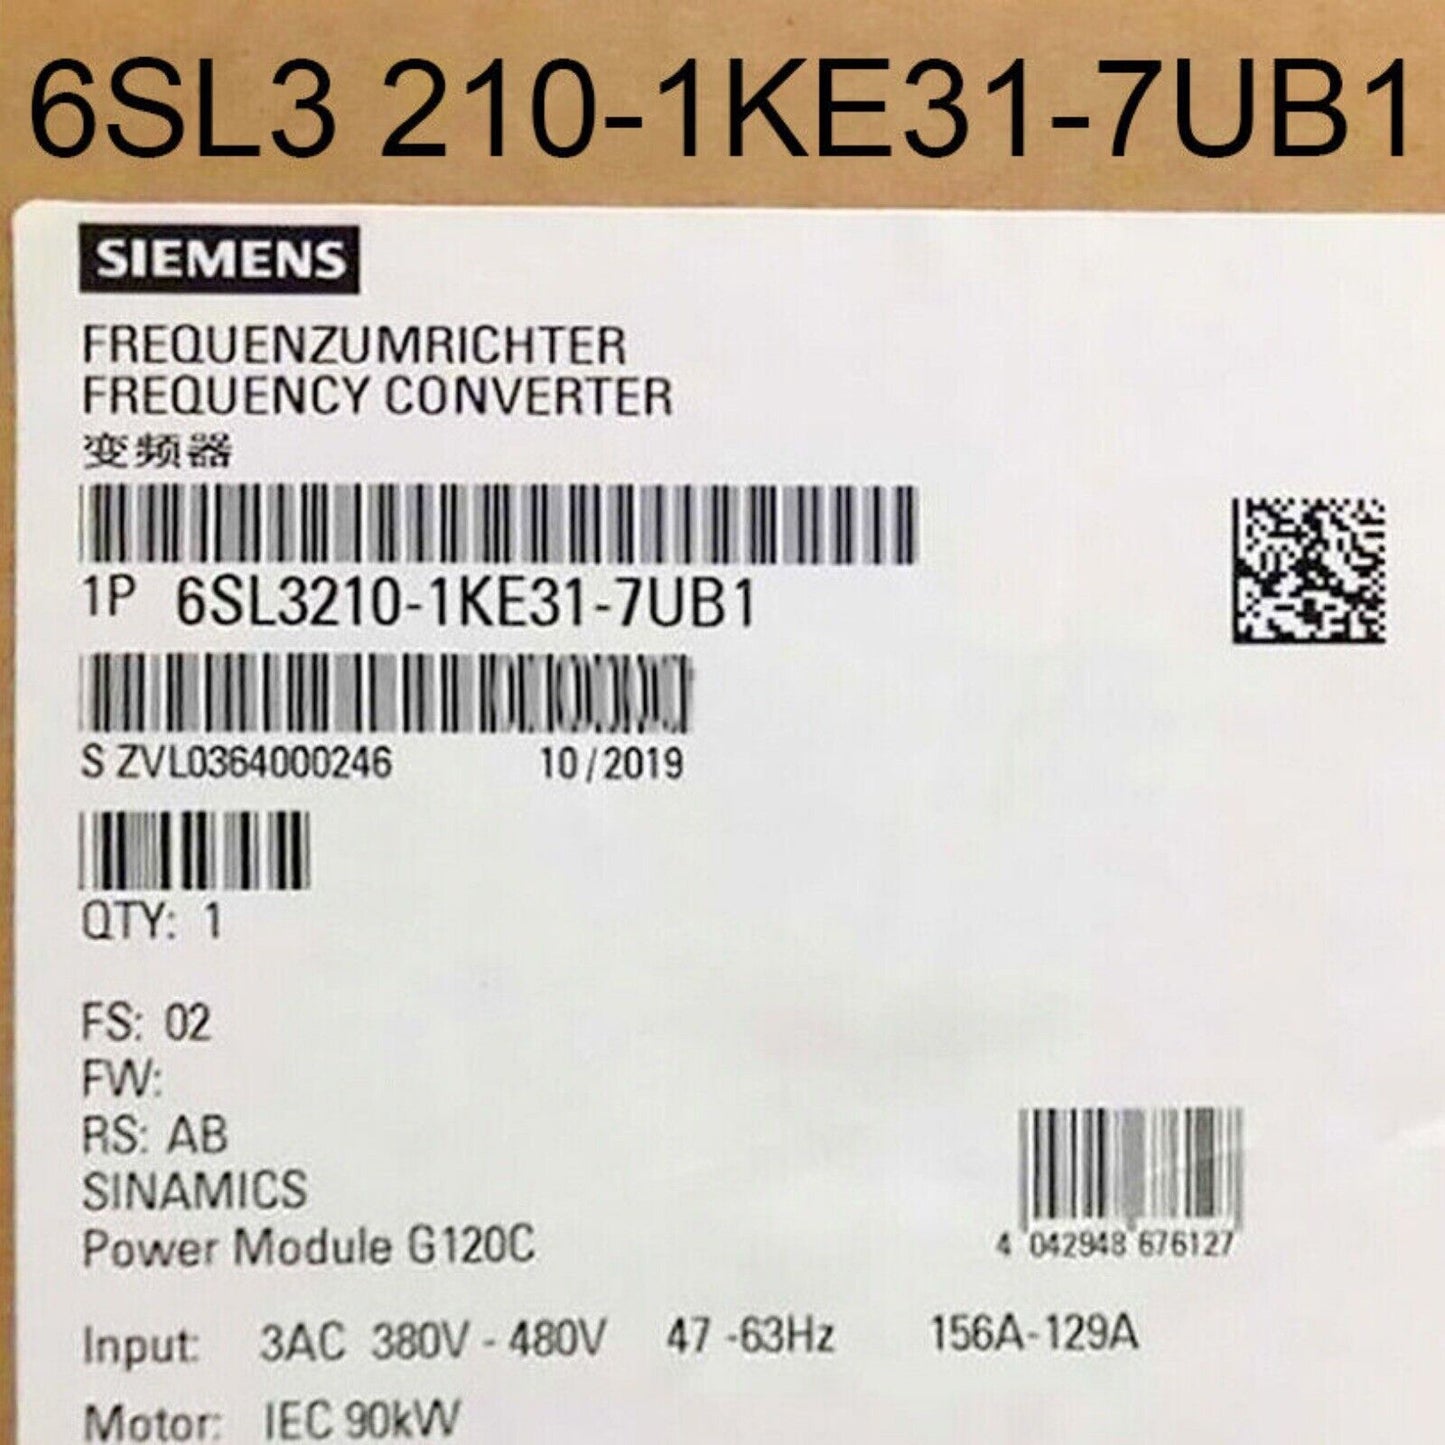 6SL3 210-1KE31-7UB1
SIEMENS
FREQUENZUMRICHTER
FREQUENCY CONVERTER
变频器
1P 6SL3210-1KE31-7UB1
S ZVL0364000246 10/2019
QTY: 1
FS: 02
FW:
RS: AB
SINAMICS
Power Module G120C
4 042948 676127
Input: 3AC 380V - 480V 47 -63Hz 156A-129A
Motor: IEC 90kW